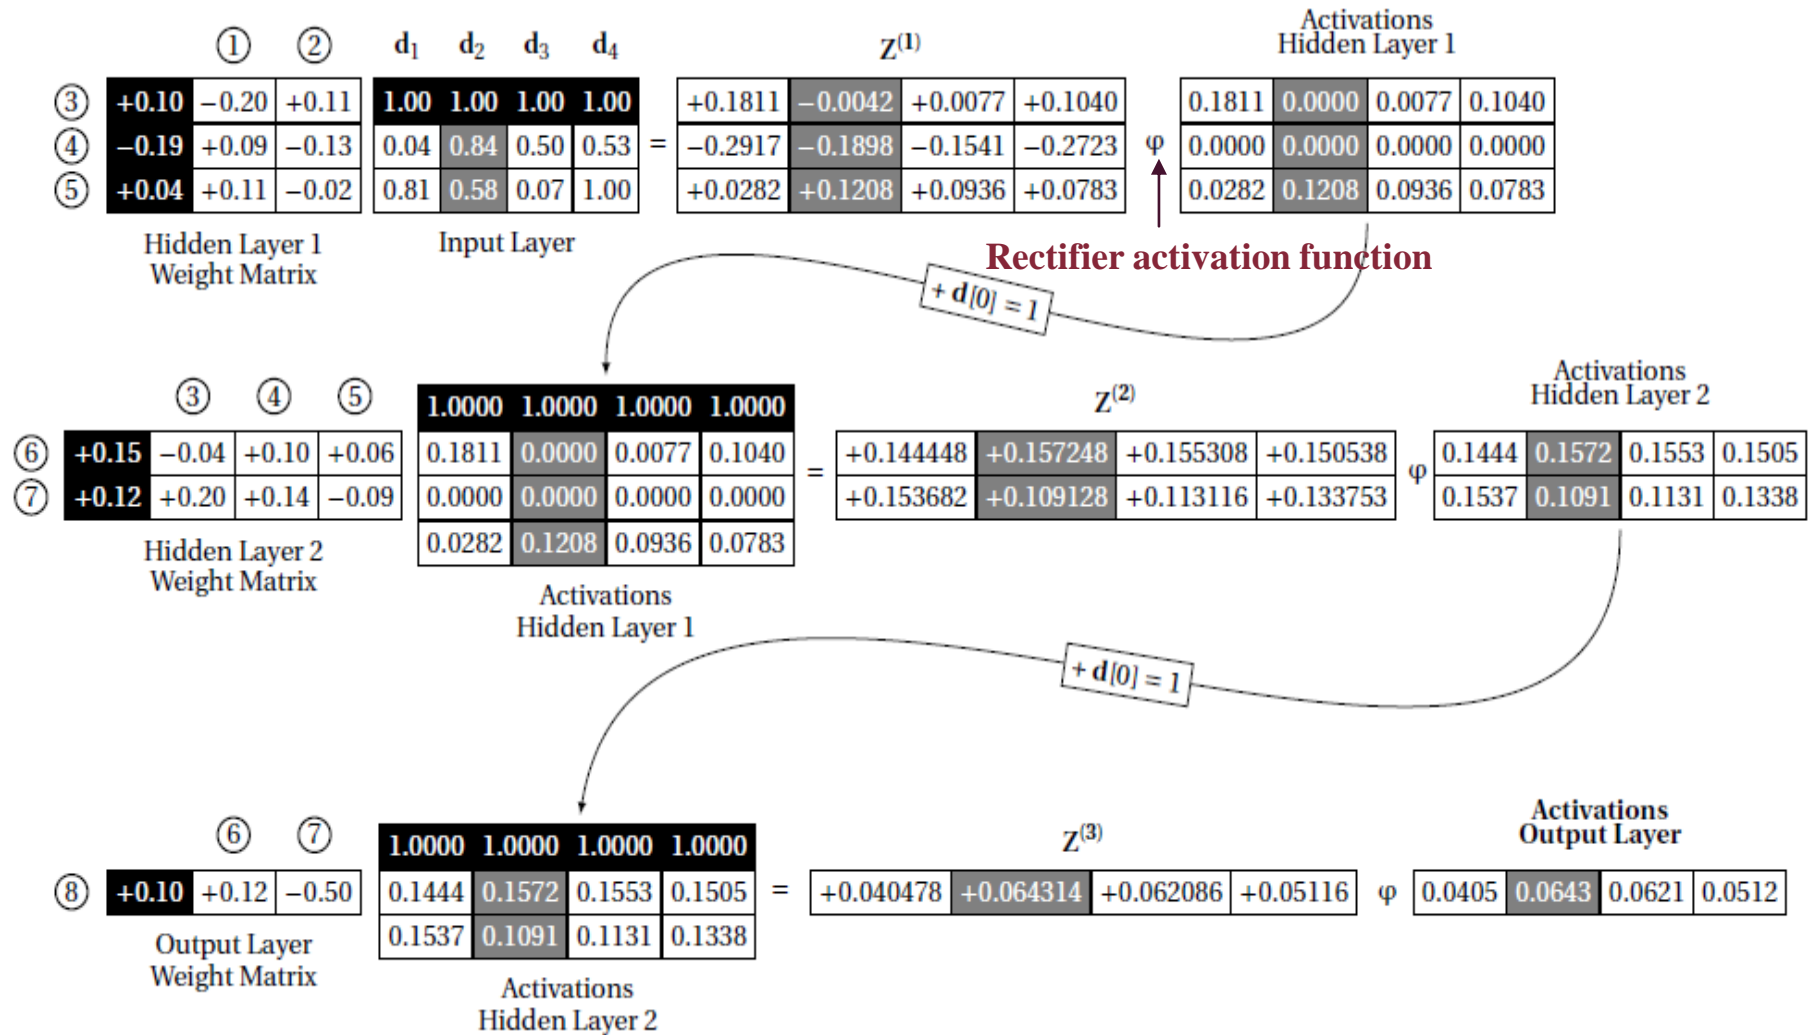 ① ② d₁ d₂ d₃ d₄ Z⁽¹⁾ Activations
Hidden Layer 1
③ +0.10 −0.20 +0.11 1.00 1.00 1.00 1.00 +0.1811 −0.0042 +0.0077 +0.1040 0.1811 0.0000 0.0077 0.1040
④ −0.19 +0.09 −0.13 0.04 0.84 0.50 0.53 = −0.2917 −0.1898 −0.1541 −0.2723 φ 0.0000 0.0000 0.0000 0.0000
⑤ +0.04 +0.11 −0.02 0.81 0.58 0.07 1.00 +0.0282 +0.1208 +0.0936 +0.0783 0.0282 0.1208 0.0936 0.0783
Hidden Layer 1
Weight Matrix
Input Layer
Rectifier activation function
+ d[0] = 1
③ ④ ⑤ Z⁽²⁾ Activations
Hidden Layer 2
1.0000 1.0000 1.0000 1.0000
⑥ +0.15 −0.04 +0.10 +0.06 0.1811 0.0000 0.0077 0.1040 = +0.144448 +0.157248 +0.155308 +0.150538 φ 0.1444 0.1572 0.1553 0.1505
⑦ +0.12 +0.20 +0.14 −0.09 0.0000 0.0000 0.0000 0.0000 +0.153682 +0.109128 +0.113116 +0.133753 0.1537 0.1091 0.1131 0.1338
0.0282 0.1208 0.0936 0.0783
Hidden Layer 2
Weight Matrix
Activations
Hidden Layer 1
+ d[0] = 1
⑥ ⑦ Z⁽³⁾ Activations
Output Layer
1.0000 1.0000 1.0000 1.0000
⑧ +0.10 +0.12 −0.50 0.1444 0.1572 0.1553 0.1505 = +0.040478 +0.064314 +0.062086 +0.05116 φ 0.0405 0.0643 0.0621 0.0512
0.1537 0.1091 0.1131 0.1338
Output Layer
Weight Matrix
Activations
Hidden Layer 2